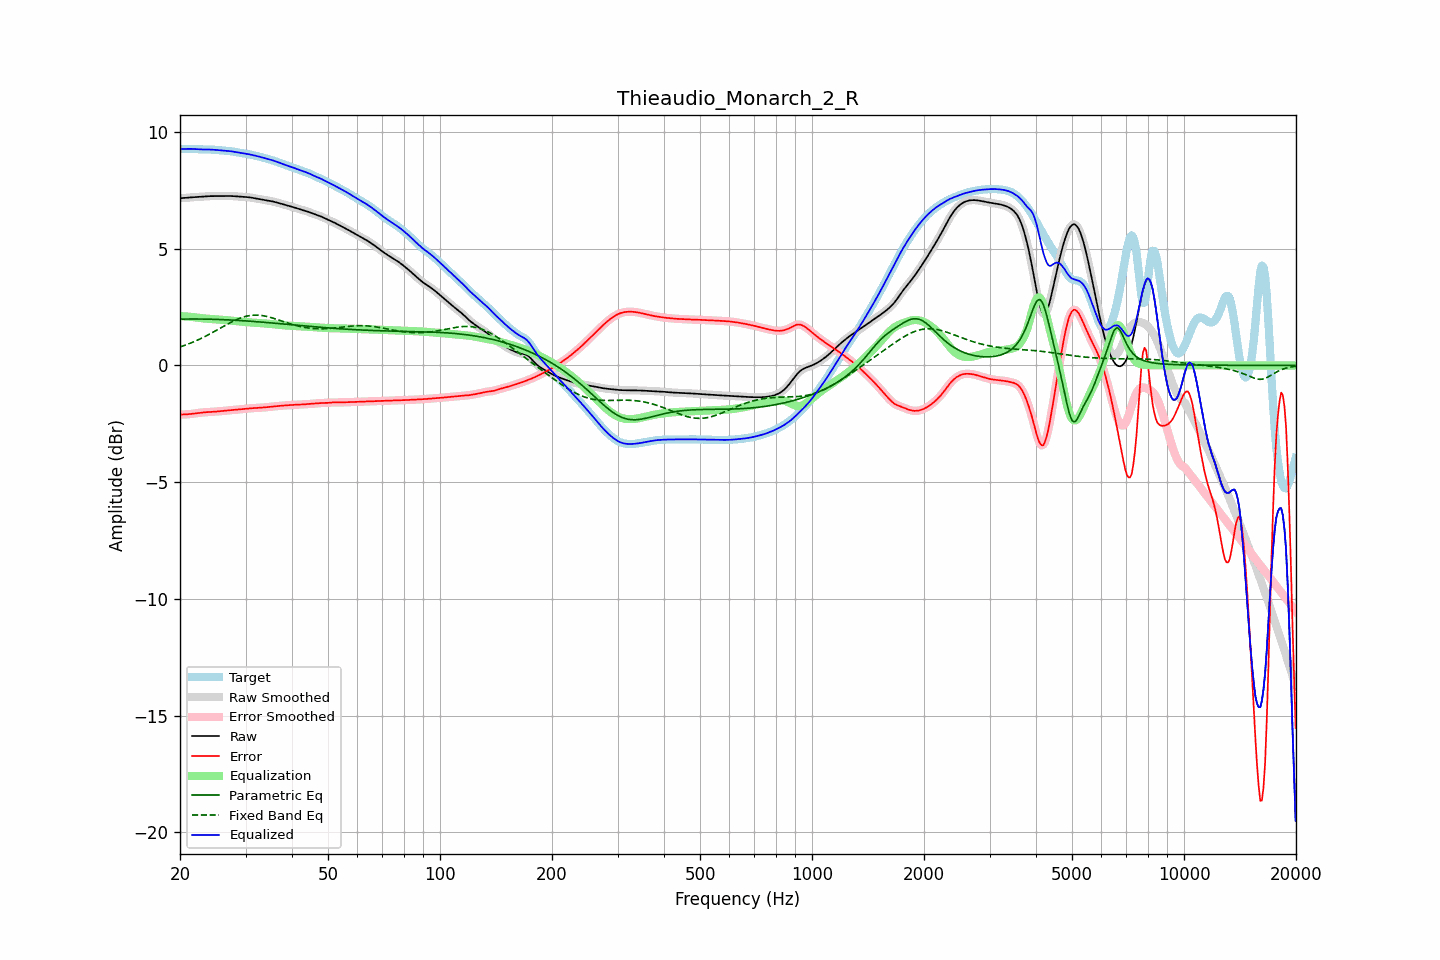 Thieaudio_Monarch_2_R
10
5
0
−5
−10
−15
−20
Amplitude (dBr)
Target
Raw Smoothed
Error Smoothed
Raw
Error
Equalization
Parametric Eq
Fixed Band Eq
Equalized
20 50 100 200 500 1000 2000 5000 10000 20000
Frequency (Hz)